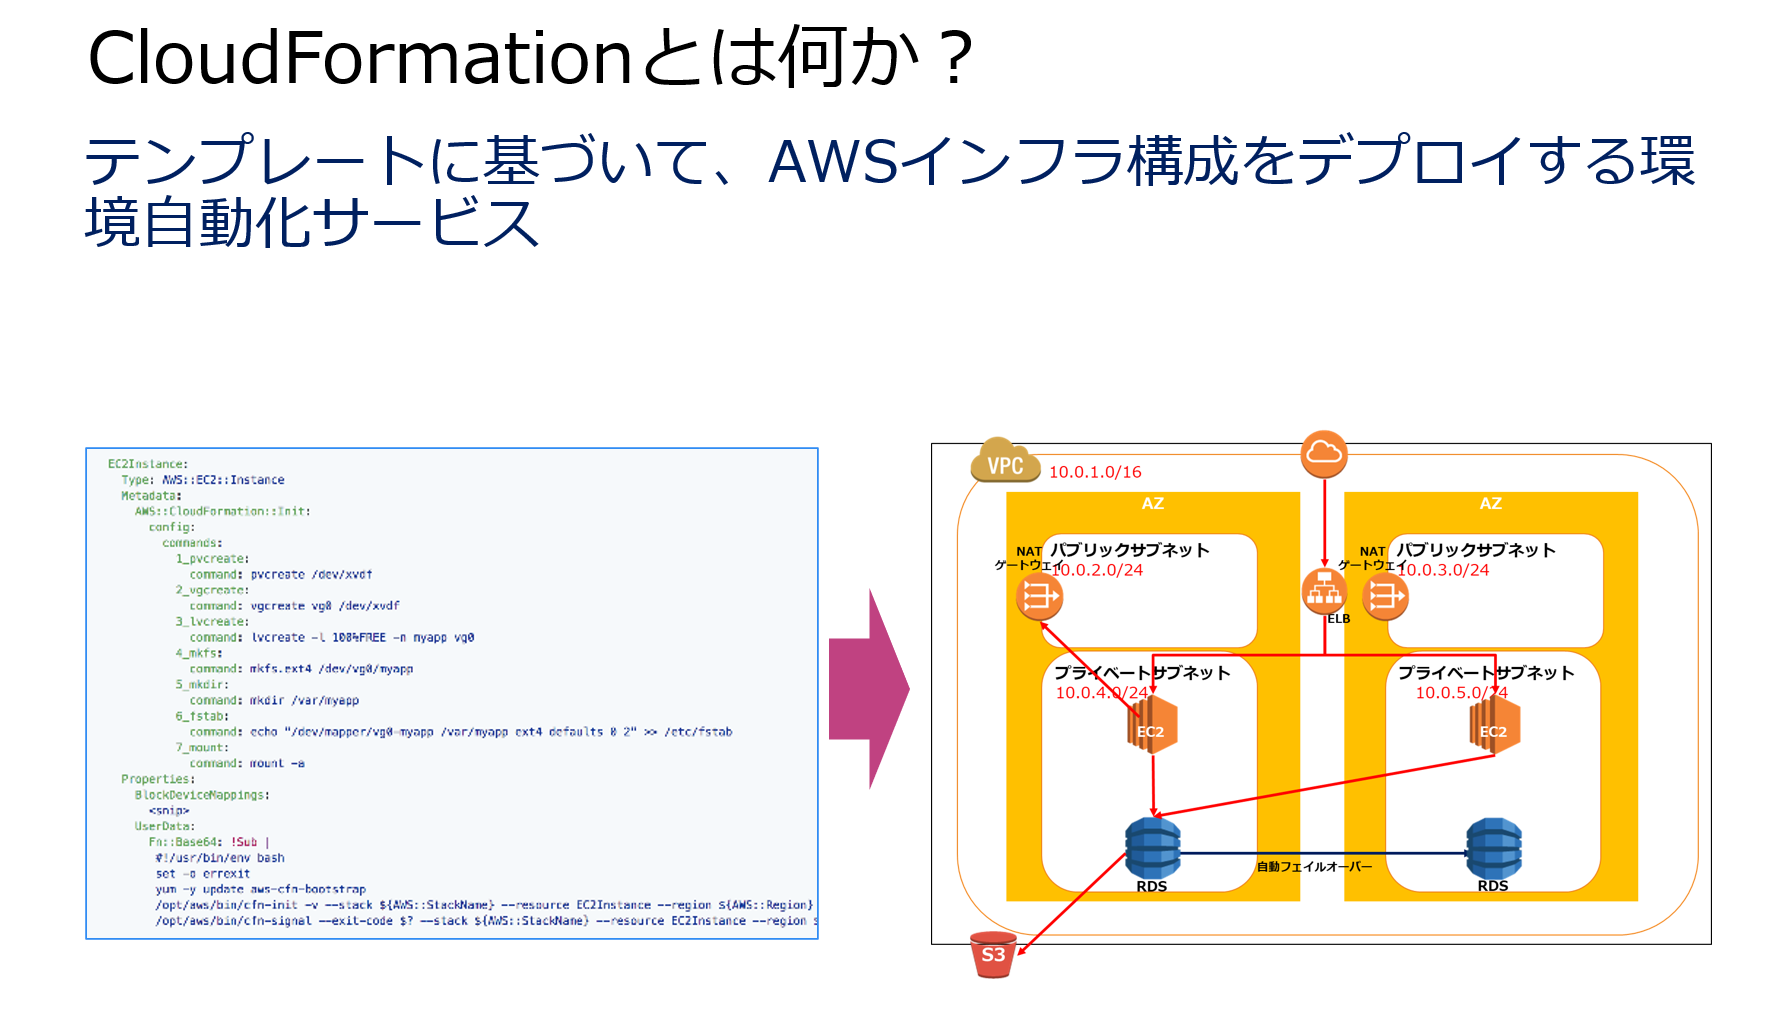 CloudFormationとは何か？
テンプレートに基づいて、AWSインフラ構成をデプロイする環
境自動化サービス
EC2Instance:
Type: AWS::EC2::Instance
Metadata:
AWS::CloudFormation::Init:
config:
commands:
1_pvcreate:
command: pvcreate /dev/xvdf
2_vgcreate:
command: vgcreate vg0 /dev/xvdf
3_lvcreate:
command: lvcreate -l 100%FREE -n myapp vg0
4_mkfs:
command: mkfs.ext4 /dev/vg0/myapp
5_mkdir:
command: mkdir /var/myapp
6_fstab:
command: echo "/dev/mapper/vg0-myapp /var/myapp ext4 defaults 0 2" >> /etc/fstab
7_mount:
command: mount -a
Properties:
BlockDeviceMappings:
<snip>
UserData:
Fn::Base64: !Sub |
#!/usr/bin/env bash
set -o errexit
yum -y update aws-cfn-bootstrap
/opt/aws/bin/cfn-init -v --stack ${AWS::StackName} --resource EC2Instance --region ${AWS::Region}
/opt/aws/bin/cfn-signal --exit-code $? --stack ${AWS::StackName} --resource EC2Instance --region
VPC
10.0.1.0/16
AZ
AZ
NAT
ゲートウェイ
パブリックサブネット
10.0.2.0/24
ELB
NAT
ゲートウェイ
パブリックサブネット
10.0.3.0/24
プライベートサブネット
10.0.4.0/24
EC2
プライベートサブネット
10.0.5.0/24
EC2
RDS
自動フェイルオーバー
RDS
S3